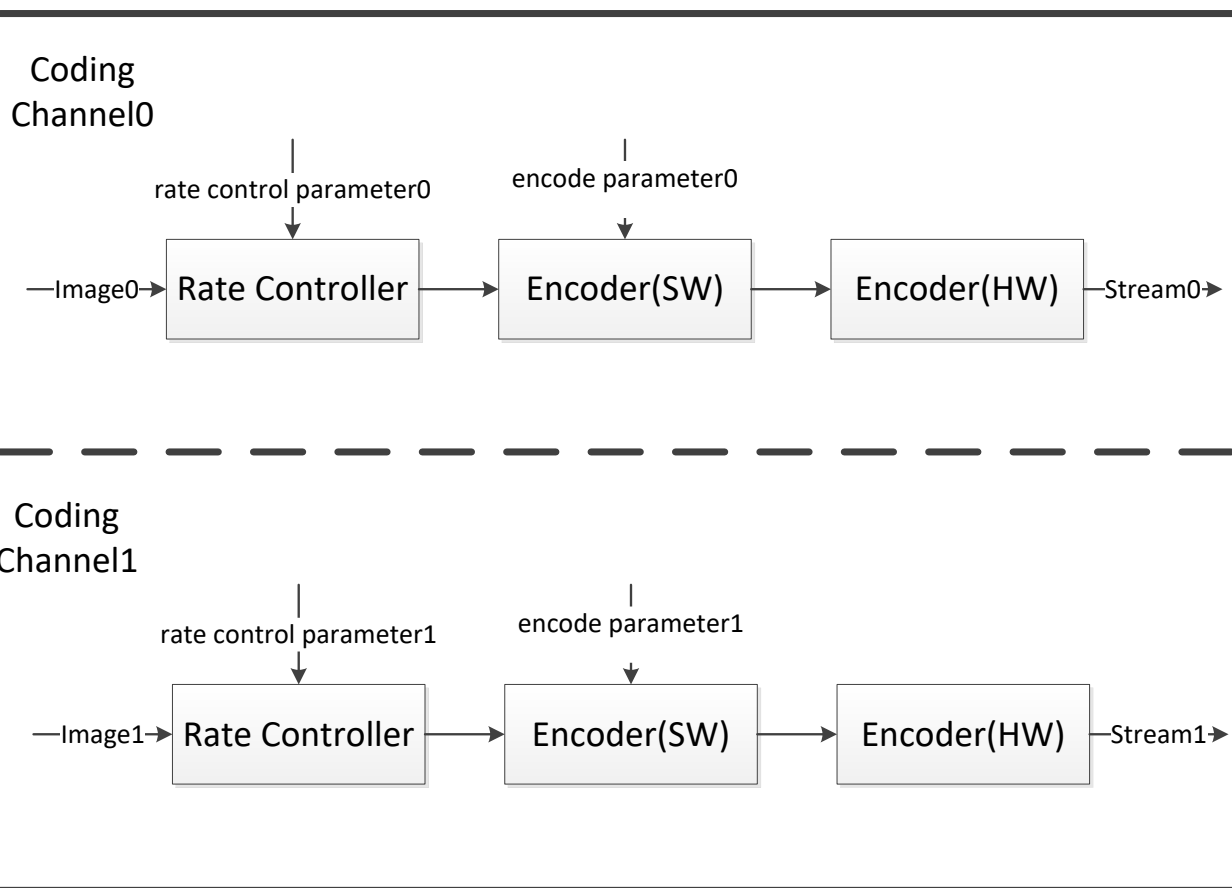 Coding
Channel0
rate control parameter0
encode parameter0
Image0
Rate Controller
Encoder(SW)
Encoder(HW)
Stream0
Coding
Channel1
rate control parameter1
encode parameter1
Image1
Rate Controller
Encoder(SW)
Encoder(HW)
Stream1